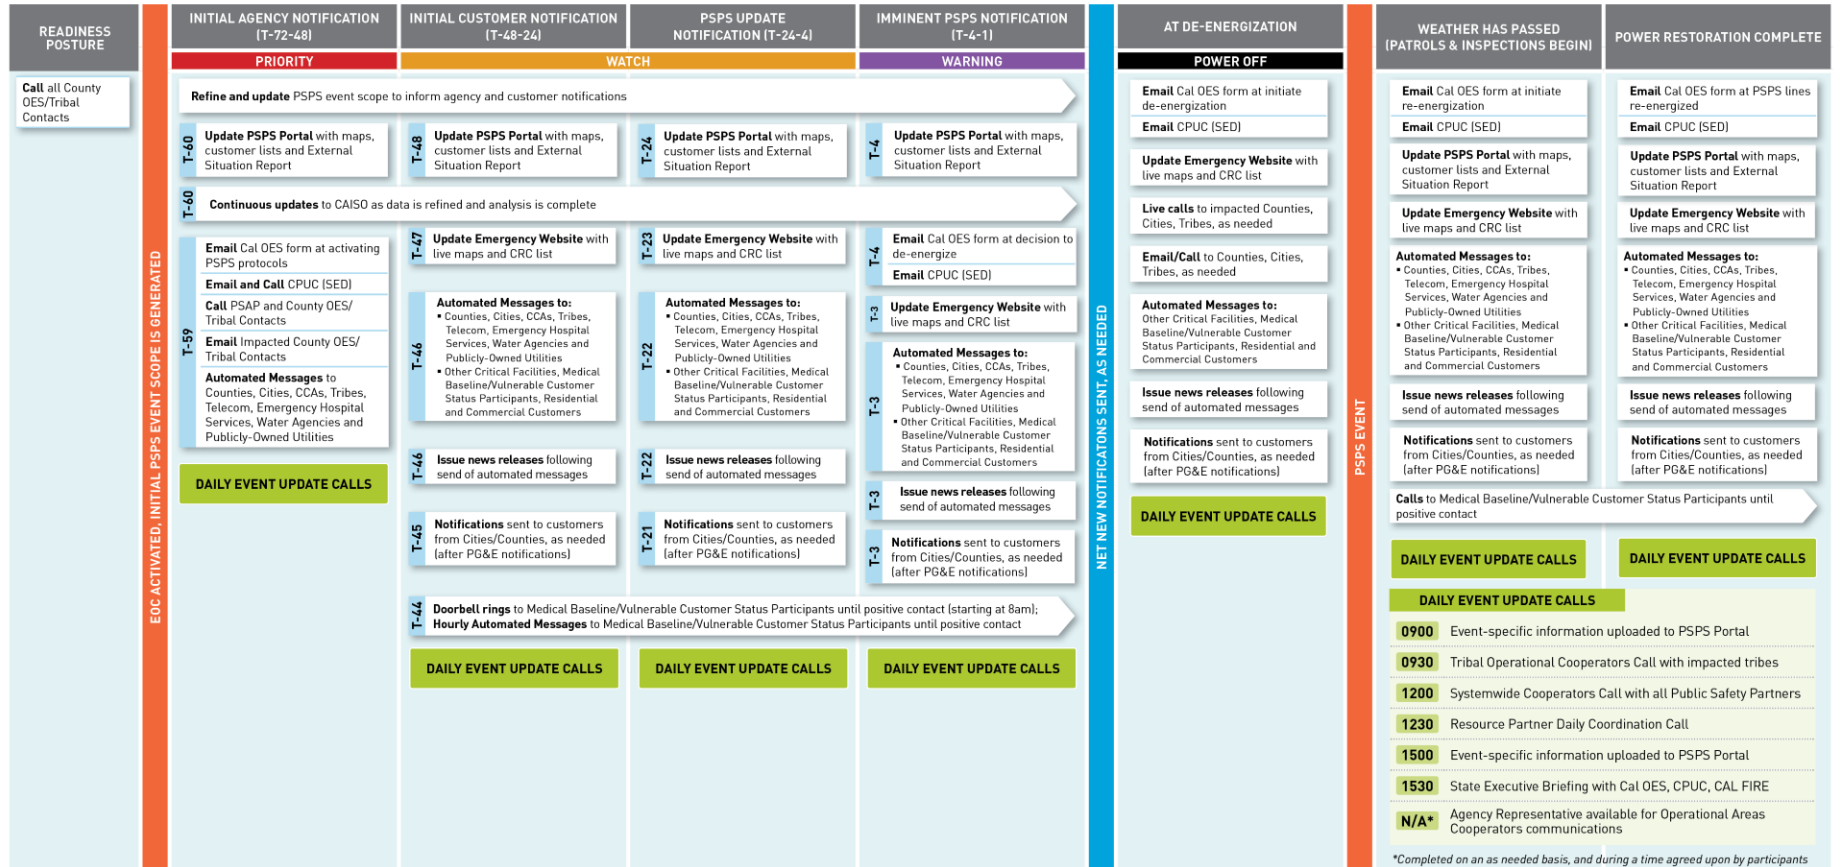 READINESS
POSTURE
Call all County
OES/Tribal
Contacts
EOC ACTIVATED, INITIAL PSPS EVENT SCOPE IS GENERATED
INITIAL AGENCY NOTIFICATION
(T-72-48)
INITIAL CUSTOMER NOTIFICATION
(T-48-24)
PSPS UPDATE
NOTIFICATION (T-24-4)
IMMINENT PSPS NOTIFICATION
(T-4-1)
PRIORITY
WATCH
WARNING
Refine and update PSPS event scope to inform agency and customer notifications
T-60
Update PSPS Portal with maps,
customer lists and External
Situation Report
T-48
Update PSPS Portal with maps,
customer lists and External
Situation Report
T-24
Update PSPS Portal with maps,
customer lists and External
Situation Report
T-4
Update PSPS Portal with maps,
customer lists and External
Situation Report
T-60
Continuous updates to CAISO as data is refined and analysis is complete
T-59
Email Cal OES form at activating
PSPS protocols
Email and Call CPUC (SED)
Call PSAP and County OES/
Tribal Contacts
Email Impacted County OES/
Tribal Contacts
Automated Messages to
Counties, Cities, CCAs, Tribes,
Telecom, Emergency Hospital
Services, Water Agencies and
Publicly-Owned Utilities
DAILY EVENT UPDATE CALLS
T-47
Update Emergency Website with
live maps and CRC list
T-46
Automated Messages to:
▪ Counties, Cities, CCAs, Tribes,
Telecom, Emergency Hospital
Services, Water Agencies and
Publicly-Owned Utilities
▪ Other Critical Facilities, Medical
Baseline/Vulnerable Customer
Status Participants, Residential
and Commercial Customers
T-46
Issue news releases following
send of automated messages
T-45
Notifications sent to customers
from Cities/Counties, as needed
(after PG&E notifications)
T-23
Update Emergency Website with
live maps and CRC list
T-22
Automated Messages to:
▪ Counties, Cities, CCAs, Tribes,
Telecom, Emergency Hospital
Services, Water Agencies and
Publicly-Owned Utilities
▪ Other Critical Facilities, Medical
Baseline/Vulnerable Customer
Status Participants, Residential
and Commercial Customers
T-22
Issue news releases following
send of automated messages
T-21
Notifications sent to customers
from Cities/Counties, as needed
(after PG&E notifications)
T-4
Email Cal OES form at decision to
de-energize
Email CPUC (SED)
T-3
Update Emergency Website with
live maps and CRC list
T-3
Automated Messages to:
▪ Counties, Cities, CCAs, Tribes,
Telecom, Emergency Hospital
Services, Water Agencies and
Publicly-Owned Utilities
▪ Other Critical Facilities, Medical
Baseline/Vulnerable Customer
Status Participants, Residential
and Commercial Customers
T-3
Issue news releases following
send of automated messages
T-3
Notifications sent to customers
from Cities/Counties, as needed
(after PG&E notifications)
T-44
Doorbell rings to Medical Baseline/Vulnerable Customer Status Participants until positive contact (starting at 8am);
Hourly Automated Messages to Medical Baseline/Vulnerable Customer Status Participants until positive contact
DAILY EVENT UPDATE CALLS
DAILY EVENT UPDATE CALLS
DAILY EVENT UPDATE CALLS
NET NEW NOTIFICATONS SENT, AS NEEDED
AT DE-ENERGIZATION
POWER OFF
Email Cal OES form at initiate
de-energization
Email CPUC (SED)
Update Emergency Website with
live maps and CRC list
Live calls to impacted Counties,
Cities, Tribes, as needed
Email/Call to Counties, Cities,
Tribes, as needed
Automated Messages to:
Other Critical Facilities, Medical
Baseline/Vulnerable Customer
Status Participants, Residential and
Commercial Customers
Issue news releases following
send of automated messages
Notifications sent to customers
from Cities/Counties, as needed
(after PG&E notifications)
DAILY EVENT UPDATE CALLS
PSPS EVENT
WEATHER HAS PASSED
(PATROLS & INSPECTIONS BEGIN)
Email Cal OES form at initiate
re-energization
Email CPUC (SED)
Update PSPS Portal with maps,
customer lists and External
Situation Report
Update Emergency Website with
live maps and CRC list
Automated Messages to:
▪ Counties, Cities, CCAs, Tribes,
Telecom, Emergency Hospital
Services, Water Agencies and
Publicly-Owned Utilities
▪ Other Critical Facilities, Medical
Baseline/Vulnerable Customer
Status Participants, Residential
and Commercial Customers
Issue news releases following
send of automated messages
Notifications sent to customers
from Cities/Counties, as needed
(after PG&E notifications)
POWER RESTORATION COMPLETE
Email Cal OES form at PSPS lines
re-energized
Email CPUC (SED)
Update PSPS Portal with maps,
customer lists and External
Situation Report
Update Emergency Website with
live maps and CRC list
Automated Messages to:
▪ Counties, Cities, CCAs, Tribes,
Telecom, Emergency Hospital
Services, Water Agencies and
Publicly-Owned Utilities
▪ Other Critical Facilities, Medical
Baseline/Vulnerable Customer
Status Participants, Residential
and Commercial Customers
Issue news releases following
send of automated messages
Notifications sent to customers
from Cities/Counties, as needed
(after PG&E notifications)
Calls to Medical Baseline/Vulnerable Customer Status Participants until
positive contact
DAILY EVENT UPDATE CALLS
DAILY EVENT UPDATE CALLS
DAILY EVENT UPDATE CALLS
0900 Event-specific information uploaded to PSPS Portal
0930 Tribal Operational Cooperators Call with impacted tribes
1200 Systemwide Cooperators Call with all Public Safety Partners
1230 Resource Partner Daily Coordination Call
1500 Event-specific information uploaded to PSPS Portal
1530 State Executive Briefing with Cal OES, CPUC, CAL FIRE
N/A* Agency Representative available for Operational Areas
Cooperators communications
*Completed on an as needed basis, and during a time agreed upon by participants